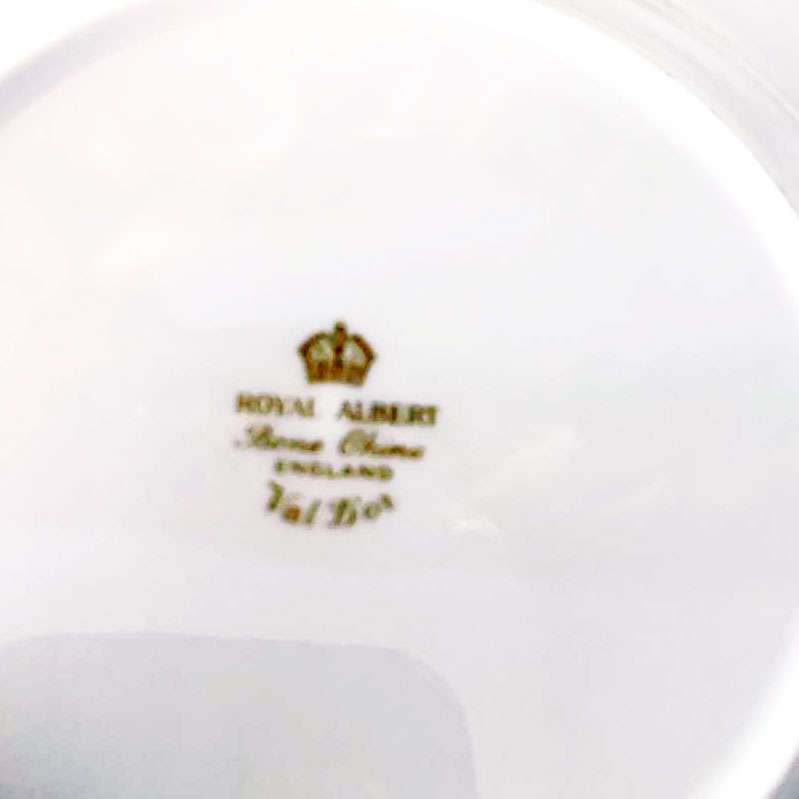 ROYAL ALBERT
Bone China
ENGLAND
Val D'or